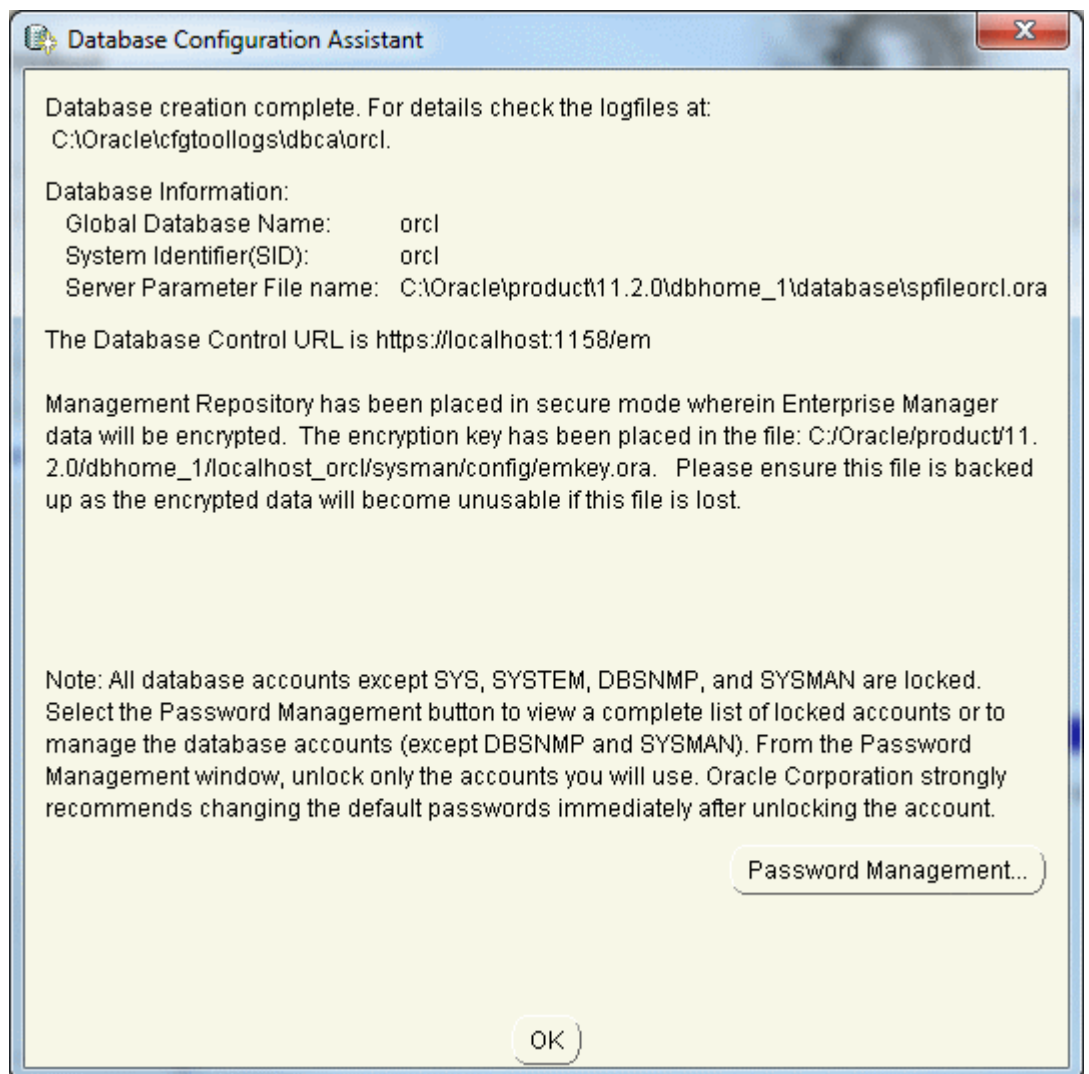 Database Configuration Assistant
Database creation complete. For details check the logfiles at:
C:\Oracle\cfgtoollogs\dbca\orcl.
Database Information:
Global Database Name: orcl
System Identifier(SID): orcl
Server Parameter File name: C:\Oracle\product\11.2.0\dbhome_1\database\spfileorcl.ora
The Database Control URL is https://localhost:1158/em
Management Repository has been placed in secure mode wherein Enterprise Manager
data will be encrypted. The encryption key has been placed in the file: C:/Oracle/product/11.
2.0/dbhome_1/localhost_orcl/sysman/config/emkey.ora. Please ensure this file is backed
up as the encrypted data will become unusable if this file is lost.
Note: All database accounts except SYS, SYSTEM, DBSNMP, and SYSMAN are locked.
Select the Password Management button to view a complete list of locked accounts or to
manage the database accounts (except DBSNMP and SYSMAN). From the Password
Management window, unlock only the accounts you will use. Oracle Corporation strongly
recommends changing the default passwords immediately after unlocking the account.
Password Management...
OK